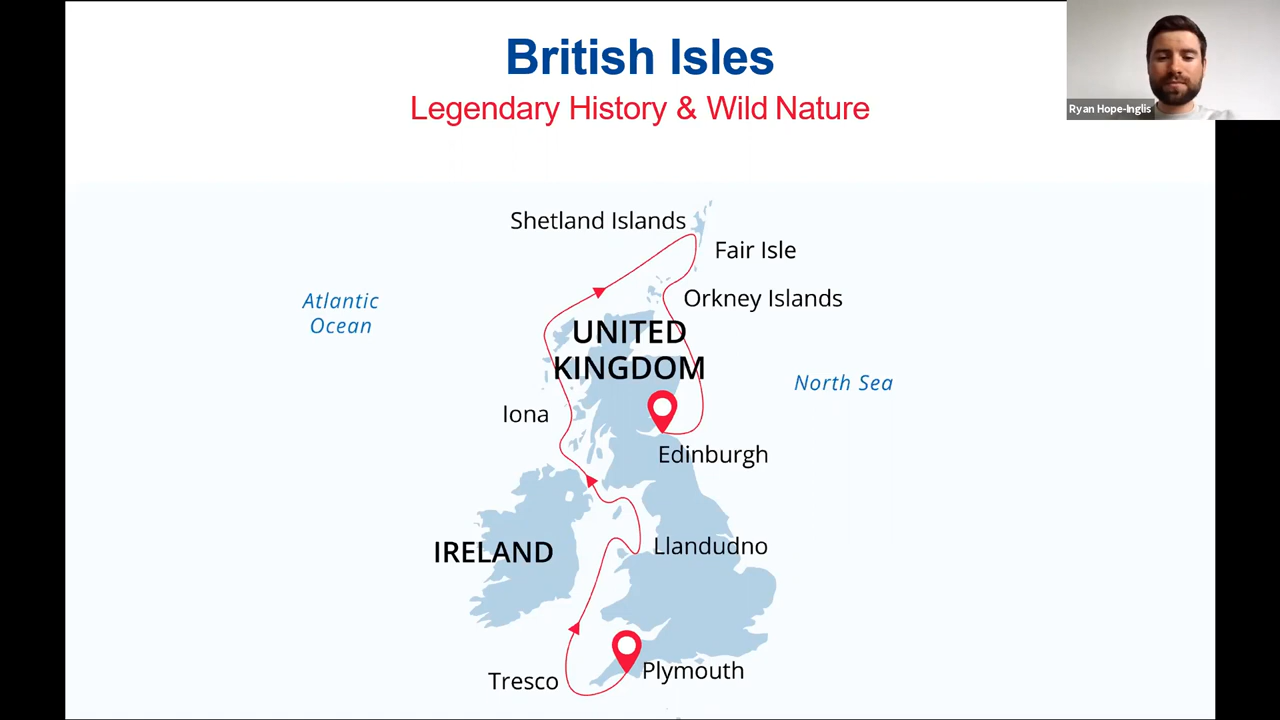 British Isles
Legendary History & Wild Nature
Ryan Hope-Inglis
Shetland Islands
Fair Isle
Atlantic
Ocean
Orkney Islands
UNITED
KINGDOM
North Sea
Iona
Edinburgh
IRELAND
Llandudno
Tresco
Plymouth